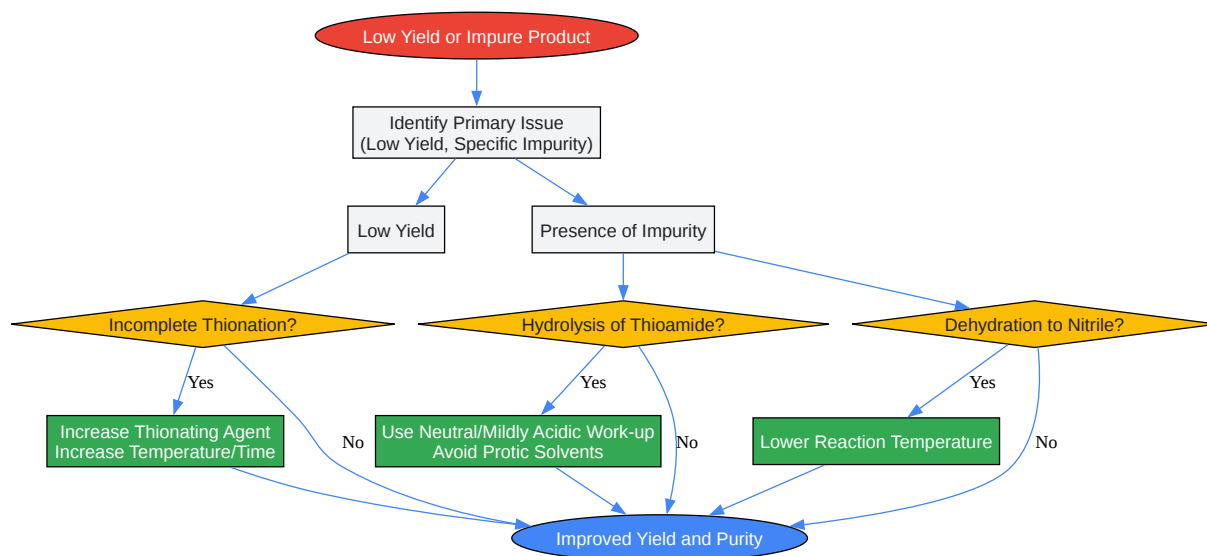 Low Yield or Impure Product
Identify Primary Issue
(Low Yield, Specific Impurity)
Low Yield
Presence of Impurity
Incomplete Thionation?
Hydrolysis of Thioamide?
Dehydration to Nitrile?
Yes
Yes
Yes
Increase Thionating Agent
Increase Temperature/Time
No
Use Neutral/Mildly Acidic Work-up
Avoid Protic Solvents
No
Lower Reaction Temperature
No
Improved Yield and Purity